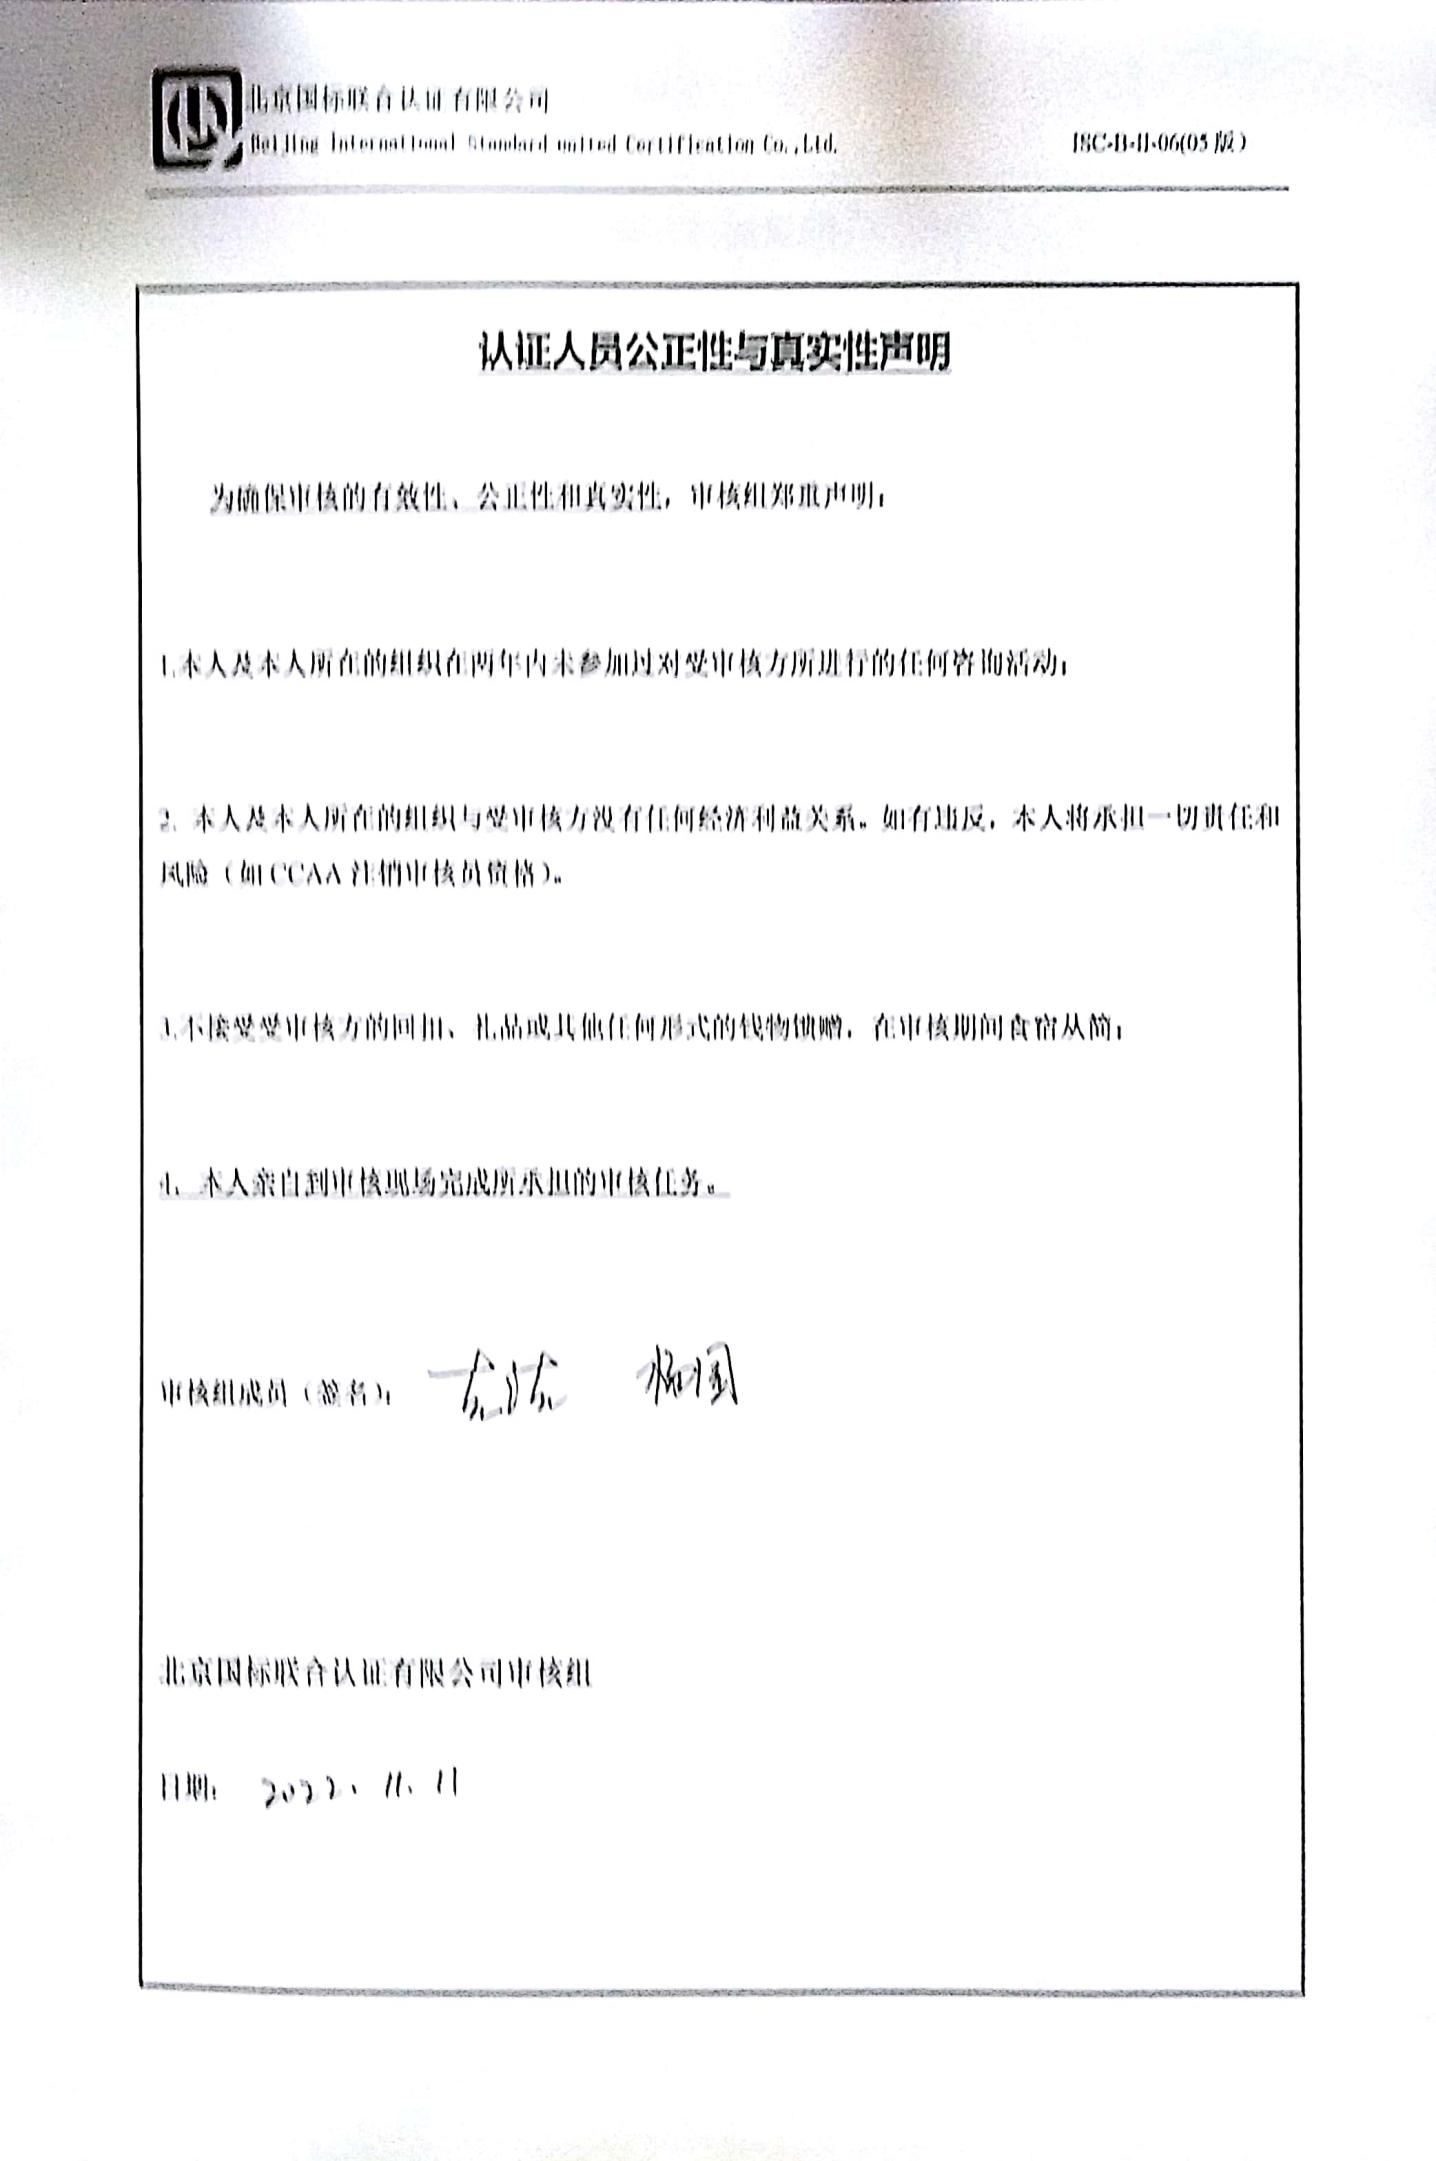 北京国标联合认证有限公司
Beijing International Standard united Certification Co.,Ltd.
ISC-B-II-06(05版)
认证人员公正性与真实性声明
为确保审核的有效性、公正性和真实性，审核组郑重声明：
1.本人及本人所在的组织在两年内未参加过对受审核方所进行的任何咨询活动；
2. 本人及本人所在的组织与受审核方没有任何经济利益关系。如有违反，本人将承担一切责任和
风险（如CCAA注销审核员资格）。
3.不接受受审核方的回扣、礼品或其他任何形式的钱物馈赠，在审核期间食宿从简；
4、本人亲自到审核现场完成所承担的审核任务。
审核组成员（签名）：
北京国标联合认证有限公司审核组
日期： 2022.11.11